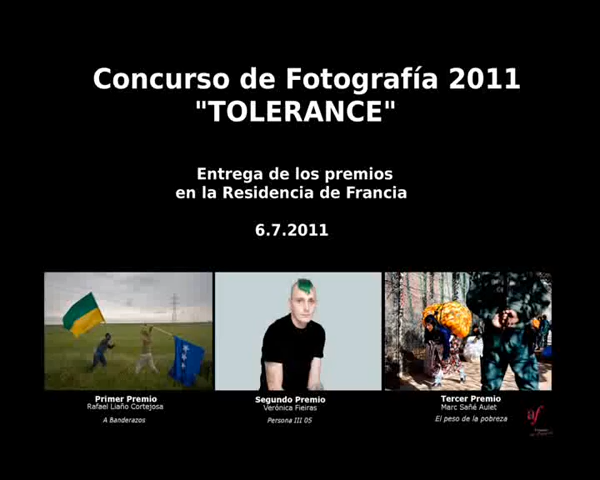 Concurso de Fotografía 2011
"TOLERANCE"
Entrega de los premios
en la Residencia de Francia
6.7.2011
Primer Premio
Rafael Liaño Cortejosa
A Banderazos
Segundo Premio
Verónica Fieiras
Persona III 05
Tercer Premio
Marc Sañé Aulet
El peso de la pobreza
af